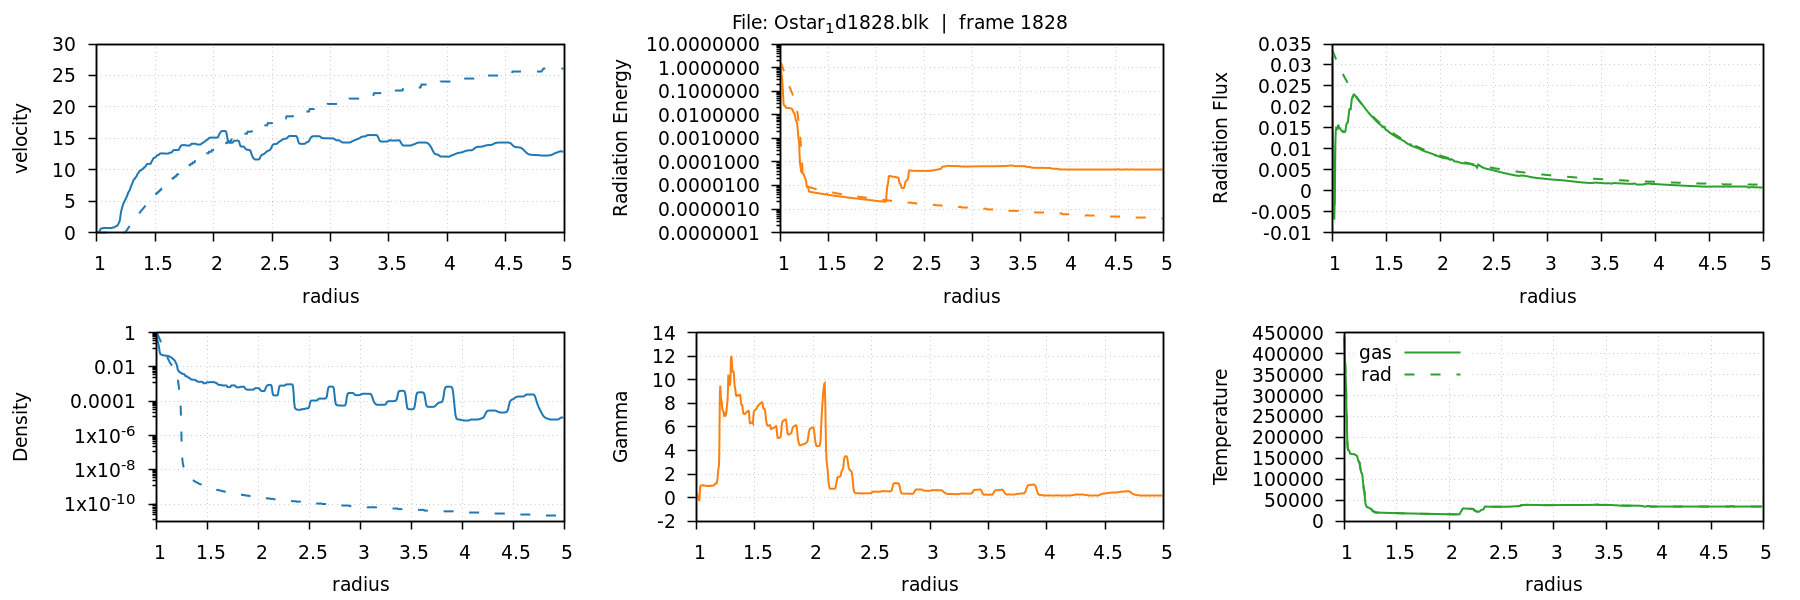 File: Ostar1d1828.blk | frame 1828
velocity
30
25
20
15
10
5
0
1 1.5 2 2.5 3 3.5 4 4.5 5
radius
Radiation Energy
10.0000000
1.0000000
0.1000000
0.0100000
0.0010000
0.0001000
0.0000100
0.0000010
0.0000001
1 1.5 2 2.5 3 3.5 4 4.5 5
radius
Radiation Flux
0.035
0.03
0.025
0.02
0.015
0.01
0.005
0
-0.005
-0.01
1 1.5 2 2.5 3 3.5 4 4.5 5
radius
Density
1
0.01
0.0001
1x10-6
1x10-8
1x10-10
1 1.5 2 2.5 3 3.5 4 4.5 5
radius
Gamma
14
12
10
8
6
4
2
0
-2
1 1.5 2 2.5 3 3.5 4 4.5 5
radius
Temperature
450000
400000
350000
300000
250000
200000
150000
100000
50000
0
gas
rad
1 1.5 2 2.5 3 3.5 4 4.5 5
radius